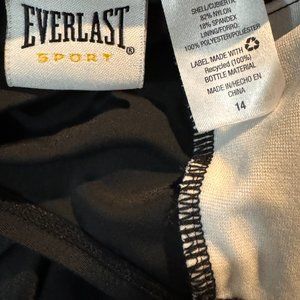 EVERLAST®
SPORT
SHELL/CUBIERTA
82% NYLON
18% SPANDEX
LINING/FORRO:
100% POLYESTER/POLIESTER
LABEL MADE WITH
Recycled (100%)
BOTTLE MATERIAL
MADE IN/HECHO EN
CHINA
14